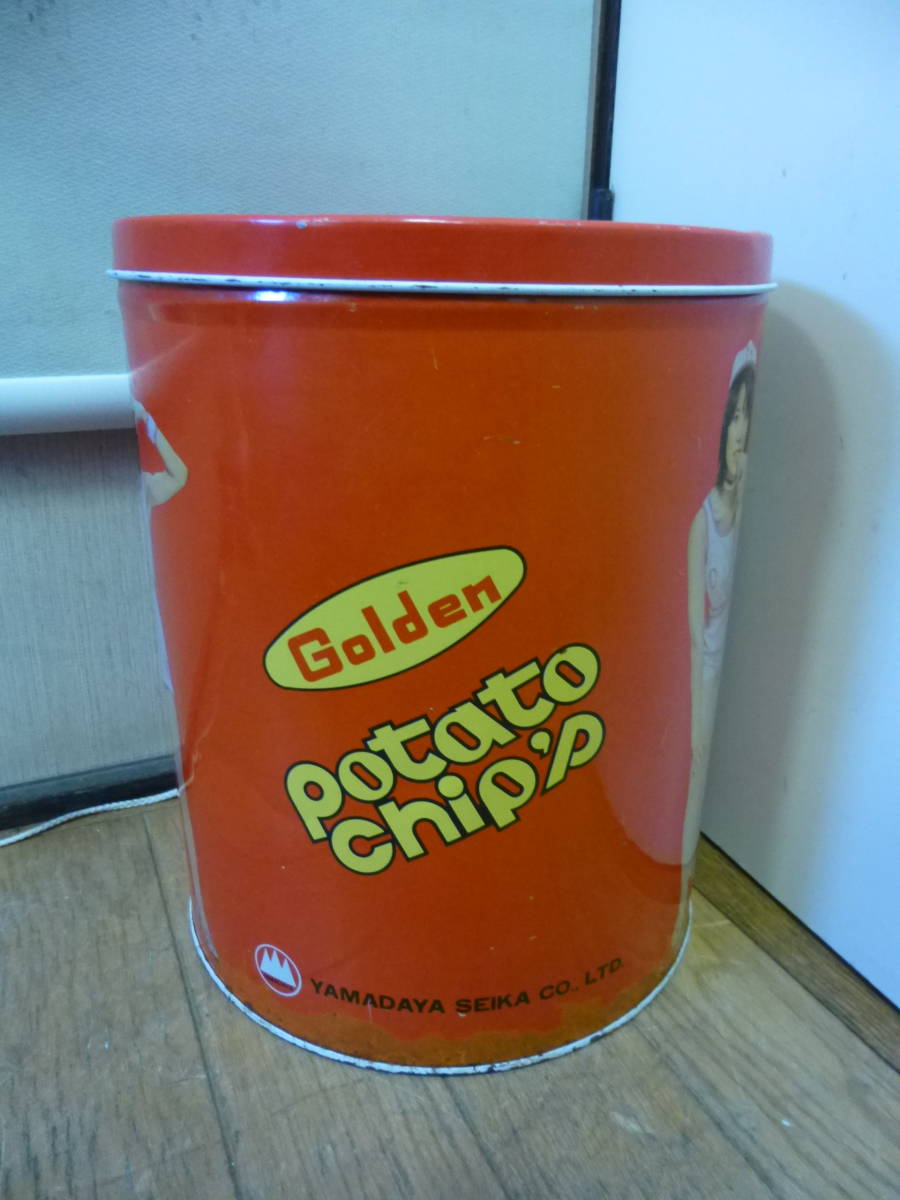 Golden
potato
chip's
YAMADAYA SEIKA CO., LTD.